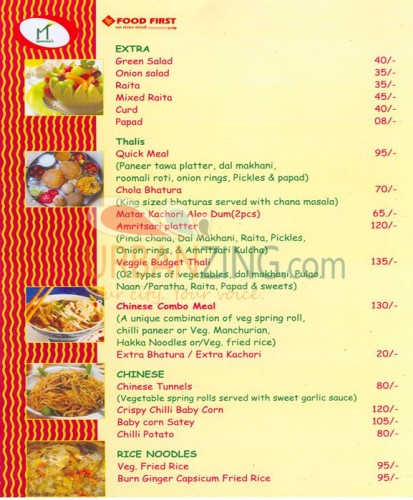 M
FOOD FIRST
EXTRA
Green Salad 40/-
Onion salad 35/-
Raita 35/-
Mixed Raita 45/-
Curd 40/-
Papad 08/-
Thalis
Quick Meal 95/-
(Paneer tawa platter, dal makhani,
roomali roti, onion rings, Pickles & papad)
Chola Bhatura 70/-
(King sized bhaturas served with chana masala)
Matar Kachori Aloo Dum(2pcs) 65./-
Amritsari platter 120/-
(Pindi chana, Dal Makhani, Raita, Pickles,
Onion rings, & Amritsari Kuldha)
Veggie Budget Thali 135/-
(02 types of vegetables, dal makhani, Pulao,
Naan /Paratha, Raita, Papad & sweets)
Chinese Combo Meal 130/-
(A unique combination of veg spring roll,
chilli paneer or Veg. Manchurian,
Hakka Noodles or/Veg. fried rice)
Extra Bhatura / Extra Kachori 20/-
CHINESE
Chinese Tunnels 80/-
(Vegetable spring rolls served with sweet garlic sauce)
Crispy Chilli Baby Corn 120/-
Baby corn Satey 105/-
Chilli Potato 80/-
RICE NOODLES
Veg. Fried Rice 95/-
Burn Ginger Capsicum Fried Rice 95/-
ZING.com
Your voice.